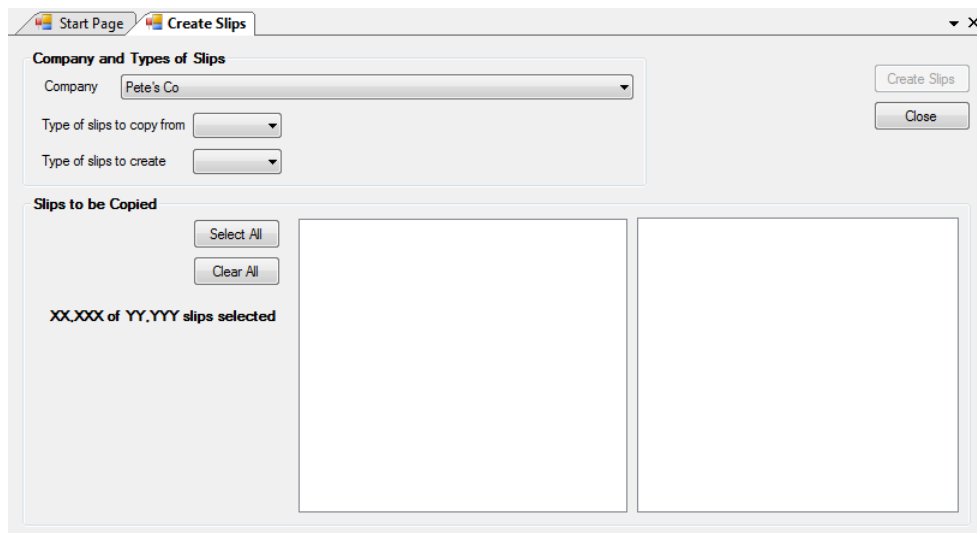 Start Page
Create Slips
Company and Types of Slips
Company
Pete's Co
Create Slips
Close
Type of slips to copy from
Type of slips to create
Slips to be Copied
Select All
Clear All
XX,XXX of YY,YYY slips selected